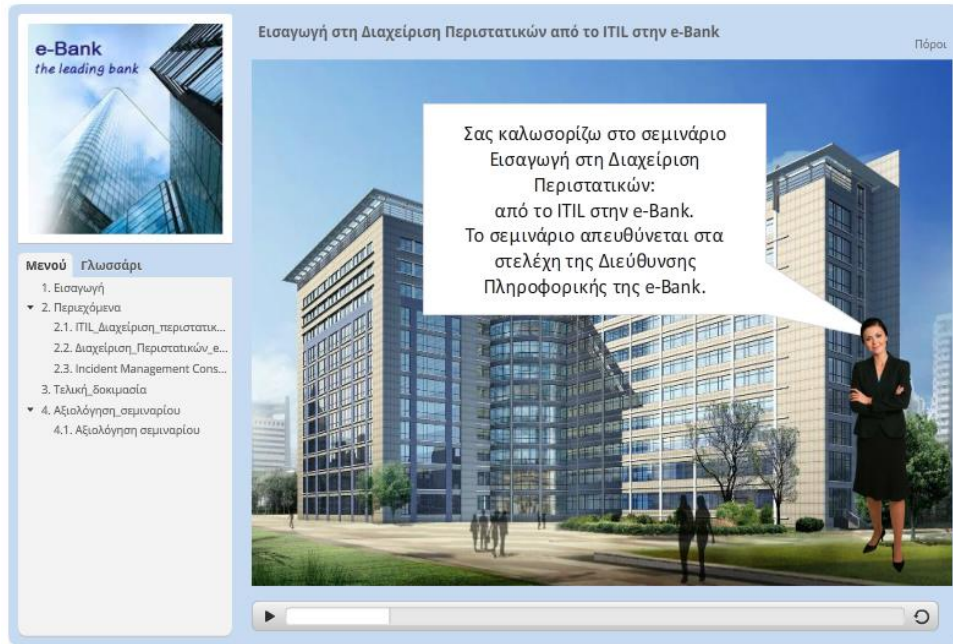 e-Bank
the leading bank
Εισαγωγή στη Διαχείριση Περιστατικών από το ITIL στην e-Bank
Πόροι
Σας καλωσορίζω στο σεμινάριο
Εισαγωγή στη Διαχείριση
Περιστατικών:
από το ITIL στην e-Bank.
Το σεμινάριο απευθύνεται στα
στελέχη της Διεύθυνσης
Πληροφορικής της e-Bank.
Μενού Γλωσσάρι
1. Εισαγωγή
2. Περιεχόμενα
2.1. ITIL_Διαχείριση_περιστατικ...
2.2. Διαχείριση_Περιστατικών_e...
2.3. Incident Management Cons...
3. Τελική_δοκιμασία
4. Αξιολόγηση_σεμιναρίου
4.1. Αξιολόγηση σεμιναρίου